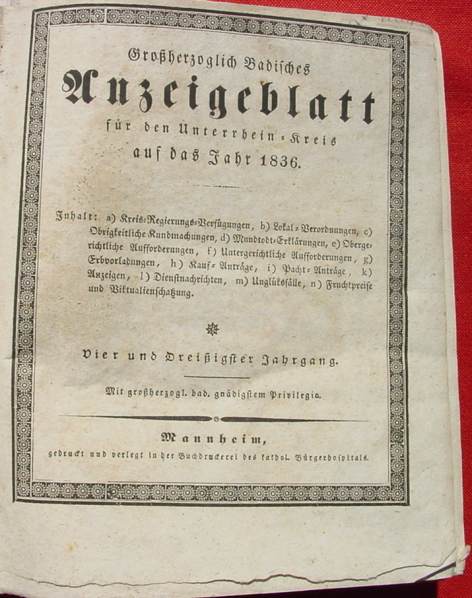 Großherzoglich Badisches
Anzeigeblatt
für den Unterrhein-Kreis
auf das Jahr 1836.
Inhalt: a) Kreis-Regierungs-Verfügungen, b) Lokal-Verordnungen, c)
Obrigkeitliche Kundmachungen, d) Mundtodt-Erklärungen, e) Oberge-
richtliche Aufforderungen, f) Untergerichtliche Aufforderungen, g)
Erbvorladungen, h) Kauf-Anträge, i) Pacht-Anträge, k)
Anzeigen, l) Dienstnachrichten, m) Unglüksfälle, n) Fruchtpreise
und Viktualienschatzung.
Vier und Dreißigster Jahrgang.
Mit großherzogl. bad. gnädigstem Privilegio.
Mannheim,
gedruckt und verlegt in der Buchdruckerei des kathol. Bürgerhospitals.